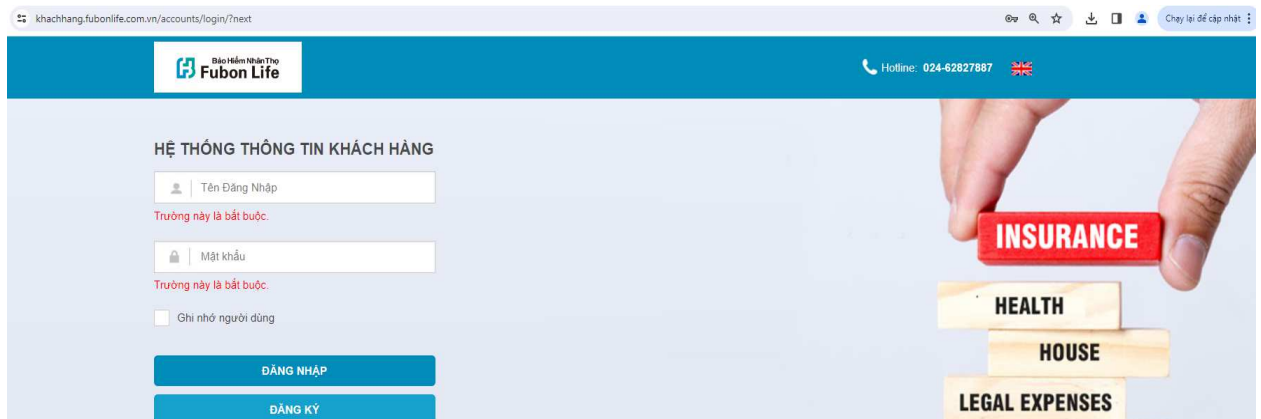 khachhang.fubonlife.com.vn/accounts/login/?next
Chạy lại để cập nhật
Bảo Hiểm Nhân Thọ
Fubon Life
Hotline: 024-62827887
HỆ THỐNG THÔNG TIN KHÁCH HÀNG
Tên Đăng Nhập
Trường này là bắt buộc.
Mật khẩu
Trường này là bắt buộc.
Ghi nhớ người dùng
ĐĂNG NHẬP
ĐĂNG KÝ
INSURANCE
HEALTH
HOUSE
LEGAL EXPENSES